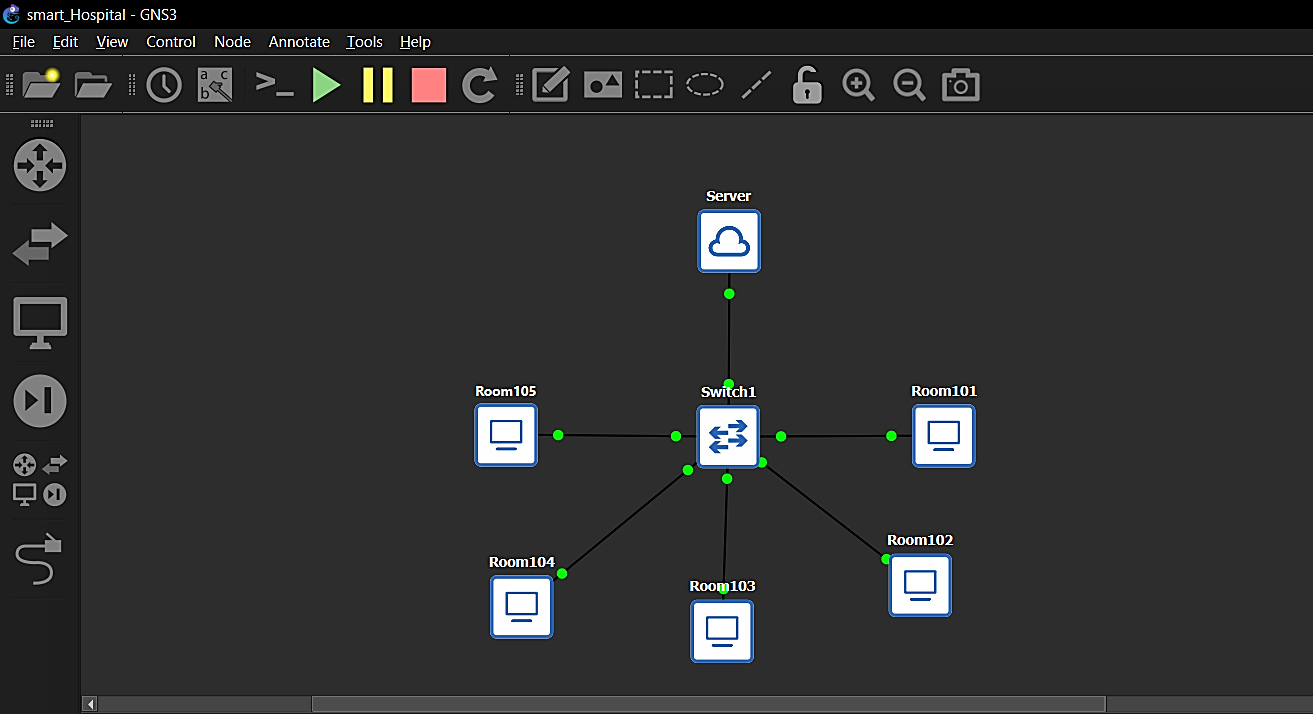 smart_Hospital - GNS3
File Edit View Control Node Annotate Tools Help
a c
b
Server
Room105
Switch1
Room101
Room102
Room104
Room103